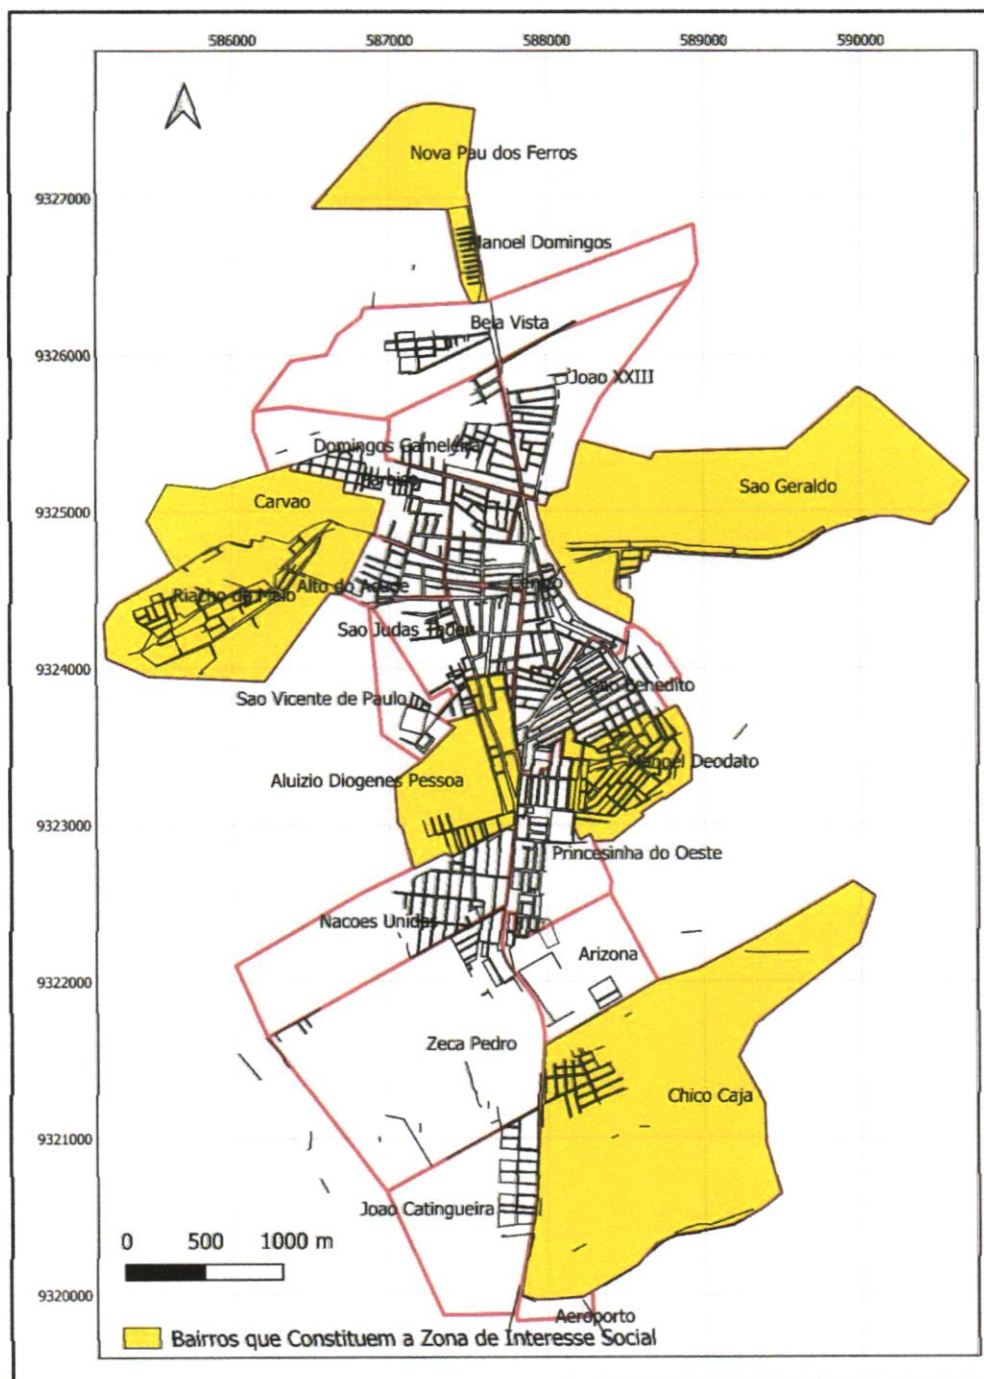 586000 587000 588000 589000 590000
Nova Pau dos Ferros
9327000
Manoel Domingos
Bela Vista
9326000
Joao XXIII
Domingos Gameleira
Sao Geraldo
Carvao
9325000
Alto do Acude
Centro
Riacho do Meio
Sao Judas Tadeu
9324000
Sao Benedito
Sao Vicente de Paulo
Manoel Deodato
Aluizio Diogenes Pessoa
9323000
Princesinha do Oeste
Nacoes Unidas
Arizona
9322000
Zeca Pedro
Chico Caja
9321000
Joao Catingueira
0 500 1000 m
9320000
Aeroporto
Bairros que Constituem a Zona de Interesse Social